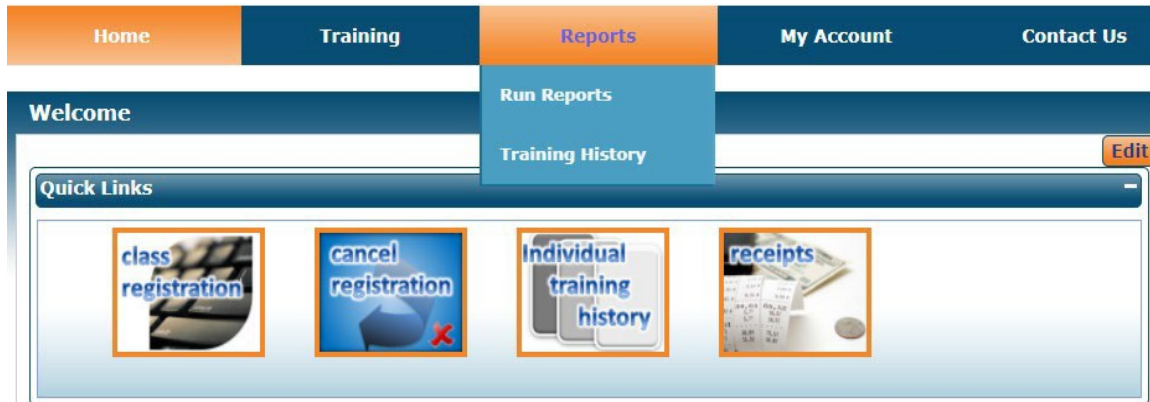 Home Training Reports My Account Contact Us
Run Reports
Welcome
Training History
Edit
Quick Links
class
registration
cancel
registration
Individual
training
history
receipts